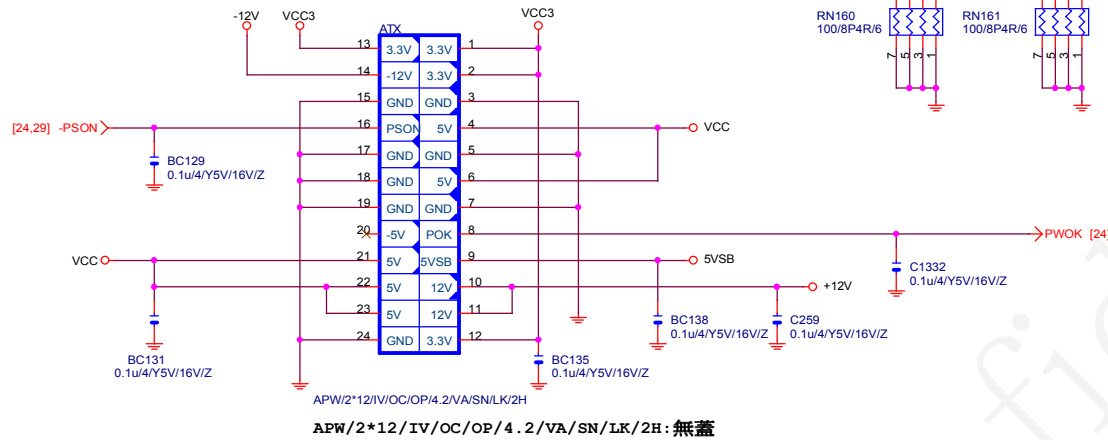 -12V VCC3 VCC3
RN160
100/8P4R/6
RN161
100/8P4R/6
7 5 3 1
7 5 3 1
ATX
13 3.3V 3.3V 1
14 -12V 3.3V 2
15 GND GND 3
[24,29] -PSON 16 PSON 5V 4 VCC
17 GND GND 5
BC129
0.1u/4/Y5V/16V/Z
18 GND 5V 6
19 GND GND 7
20 -5V POK 8 PWOK [24]
VCC 21 5V 5VSB 9 5VSB
C1332
0.1u/4/Y5V/16V/Z
22 5V 12V 10 +12V
23 5V 12V 11
BC138
0.1u/4/Y5V/16V/Z
C259
0.1u/4/Y5V/16V/Z
24 GND 3.3V 12
BC131
0.1u/4/Y5V/16V/Z
BC135
0.1u/4/Y5V/16V/Z
APW/2*12/IV/OC/OP/4.2/VA/SN/LK/2H
APW/2*12/IV/OC/OP/4.2/VA/SN/LK/2H:無蓋